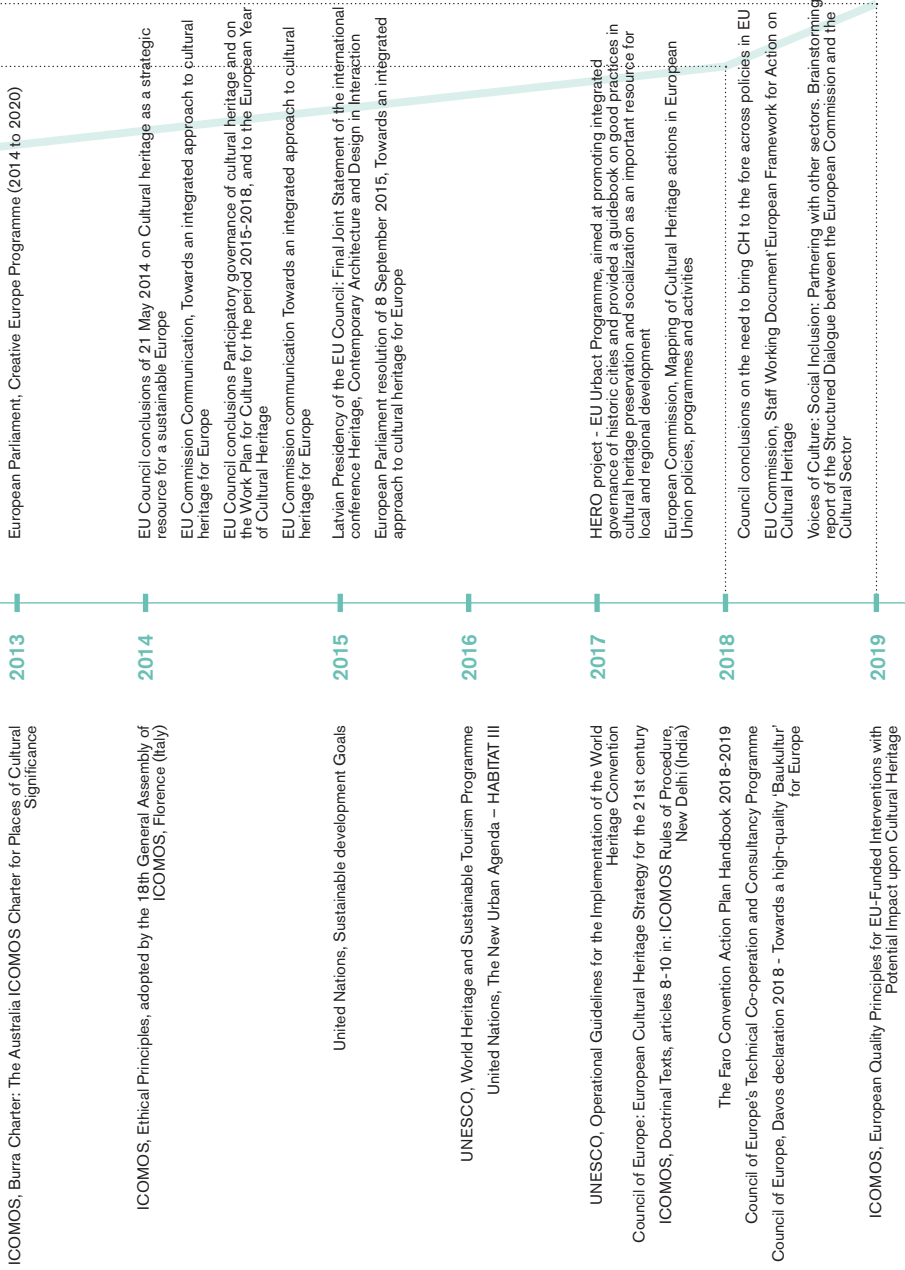 European Parliament, Creative Europe Programme (2014 to 2020)
EU Council conclusions of 21 May 2014 on Cultural heritage as a strategic
resource for a sustainable Europe
EU Commission Communication, Towards an integrated approach to cultural
heritage for Europe
EU Council conclusions Participatory governance of cultural heritage and on
the Work Plan for Culture for the period 2015-2018, and to the European Year
of Cultural Heritage
EU Commission communication Towards an integrated approach to cultural
heritage for Europe
Latvian Presidency of the EU Council: Final Joint Statement of the international
conference Heritage, Contemporary Architecture and Design in Interaction
European Parliament resolution of 8 September 2015, Towards an integrated
approach to cultural heritage for Europe
HERO project - EU Urbact Programme, aimed at promoting integrated
governance of historic cities and provided a guidebook on good practices in
cultural heritage preservation and socialization as an important resource for
local and regional development
European Commission, Mapping of Cultural Heritage actions in European
Union policies, programmes and activities
Council conclusions on the need to bring CH to the fore across policies in EU
EU Commission, Staff Working Document'European Framework for Action on
Cultural Heritage
Voices of Culture: Social Inclusion: Partnering with other sectors. Brainstorming
report of the Structured Dialogue between the European Commission and the
Cultural Sector
2013
2014
2015
2016
2017
2018
2019
ICOMOS, Burra Charter: The Australia ICOMOS Charter for Places of Cultural
Significance
ICOMOS, Ethical Principles, adopted by the 18th General Assembly of
ICOMOS, Florence (Italy)
United Nations, Sustainable development Goals
UNESCO, World Heritage and Sustainable Tourism Programme
United Nations, The New Urban Agenda – HABITAT III
UNESCO, Operational Guidelines for the Implementation of the World
Heritage Convention
Council of Europe: European Cultural Heritage Strategy for the 21st century
ICOMOS, Doctrinal Texts, articles 8-10 in: ICOMOS Rules of Procedure,
New Delhi (India)
The Faro Convention Action Plan Handbook 2018-2019
Council of Europe's Technical Co-operation and Consultancy Programme
Council of Europe, Davos declaration 2018 - Towards a high-quality 'Baukultur'
for Europe
ICOMOS, European Quality Principles for EU-Funded Interventions with
Potential Impact upon Cultural Heritage